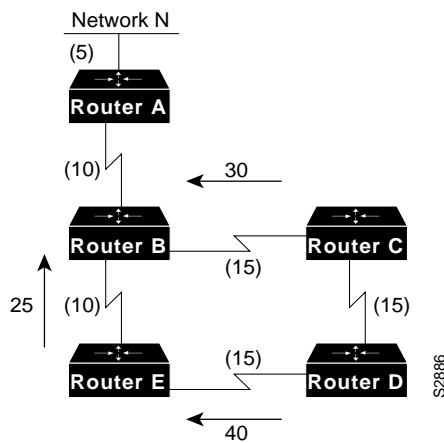 Network N
(5)
Router A
(10)
30
Router B
Router C
(15)
25
(10)
(15)
(15)
Router E
Router D
40
S2886